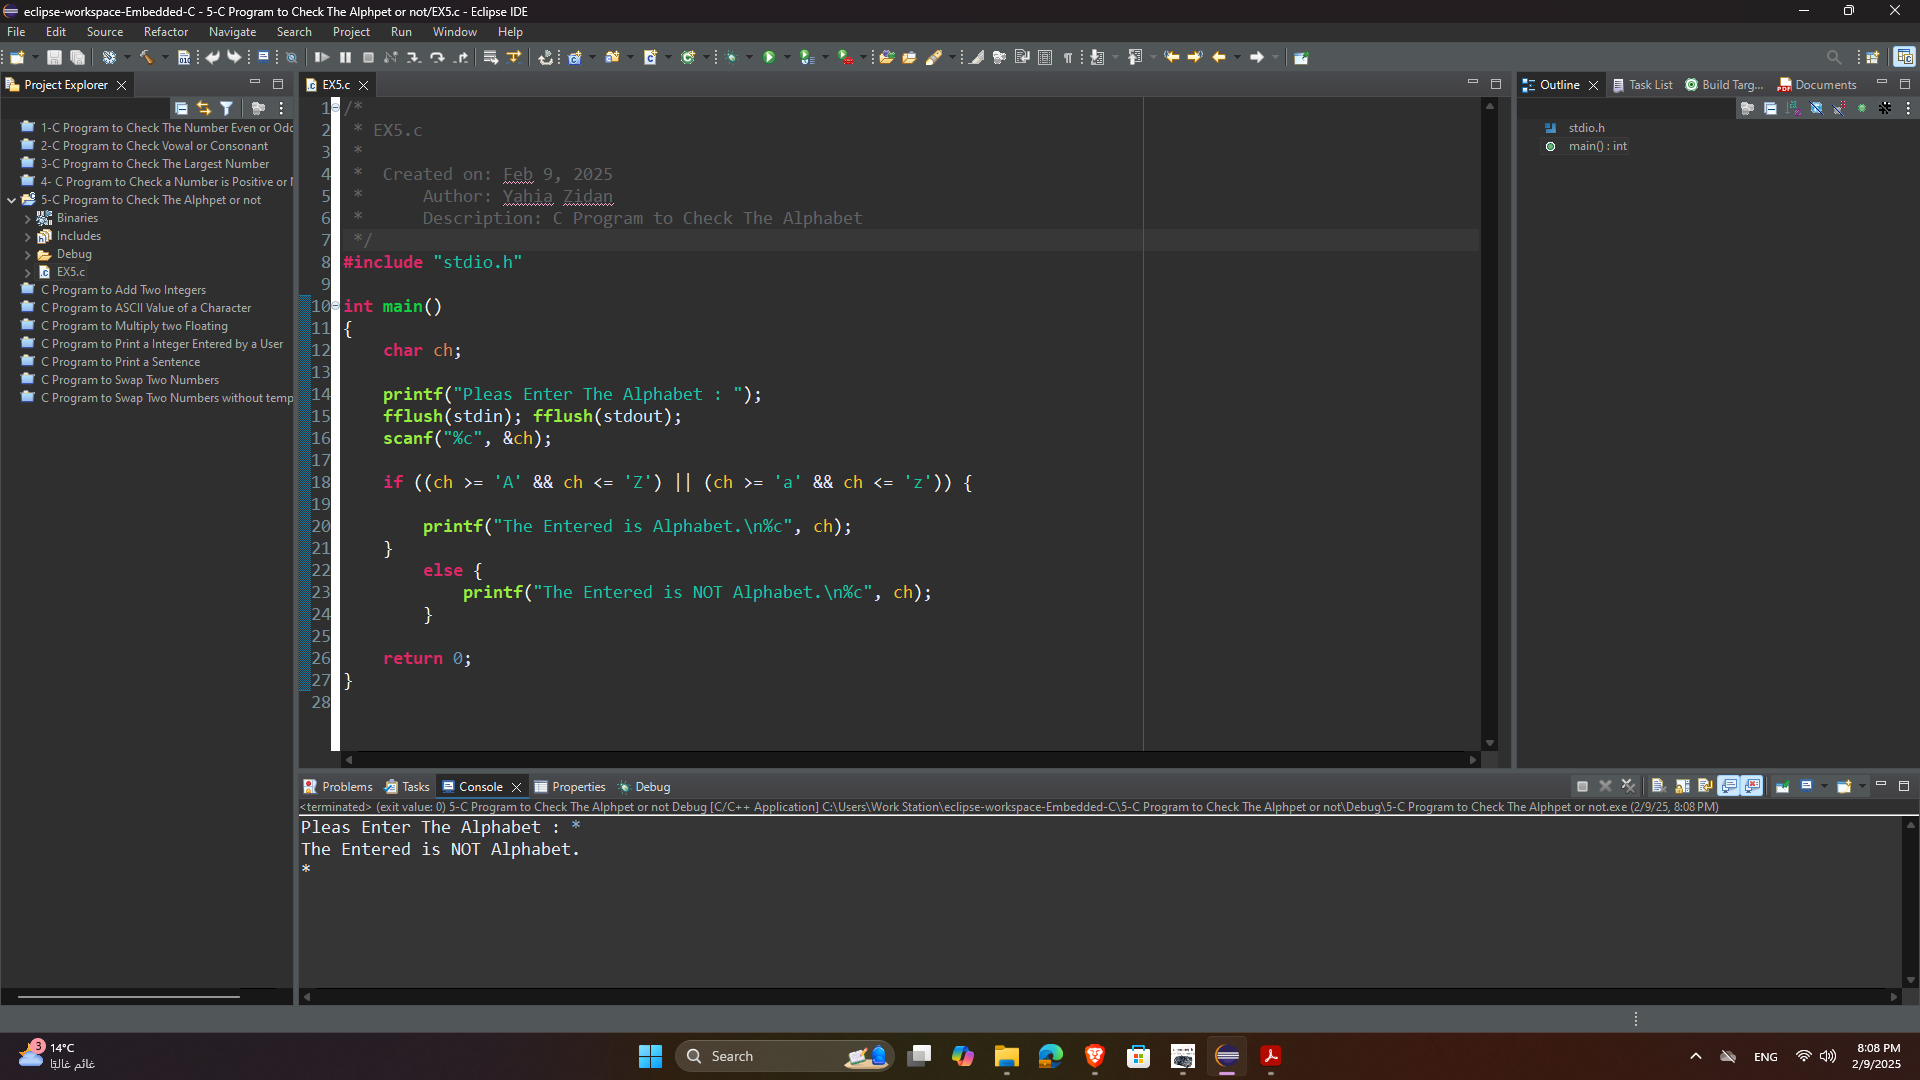 eclipse-workspace-Embedded-C - 5-C Program to Check The Alphpet or not/EX5.c - Eclipse IDE
File Edit Source Refactor Navigate Search Project Run Window Help
Project Explorer
1-C Program to Check The Number Even or Odd
2-C Program to Check Vowal or Consonant
3-C Program to Check The Largest Number
4- C Program to Check a Number is Positive or
5-C Program to Check The Alphpet or not
Binaries
Includes
Debug
EX5.c
C Program to Add Two Integers
C Program to ASCII Value of a Character
C Program to Multiply two Floating
C Program to Print a Integer Entered by a User
C Program to Print a Sentence
C Program to Swap Two Numbers
C Program to Swap Two Numbers without temp
EX5.c
1 /*
2  * EX5.c
3  *
4  *  Created on: Feb 9, 2025
5  *      Author: Yahia Zidan
6  *      Description: C Program to Check The Alphabet
7  */
8 #include "stdio.h"
9
10 int main()
11 {
12     char ch;
13
14     printf("Pleas Enter The Alphabet : ");
15     fflush(stdin); fflush(stdout);
16     scanf("%c", &ch);
17
18     if ((ch >= 'A' && ch <= 'Z') || (ch >= 'a' && ch <= 'z')) {
19
20         printf("The Entered is Alphabet.\n%c", ch);
21     }
22         else {
23             printf("The Entered is NOT Alphabet.\n%c", ch);
24         }
25
26     return 0;
27 }
28
Outline Task List Build Targ... Documents
stdio.h
main() : int
Problems Tasks Console Properties Debug
<terminated> (exit value: 0) 5-C Program to Check The Alphpet or not Debug [C/C++ Application] C:\Users\Work Station\eclipse-workspace-Embedded-C\5-C Program to Check The Alphpet or not\Debug\5-C Program to Check The Alphpet or not.exe (2/9/25, 8:08 PM)
Pleas Enter The Alphabet : *
The Entered is NOT Alphabet.
*
3
14°C
غائم غالبًا
Search
ENG
8:08 PM
2/9/2025